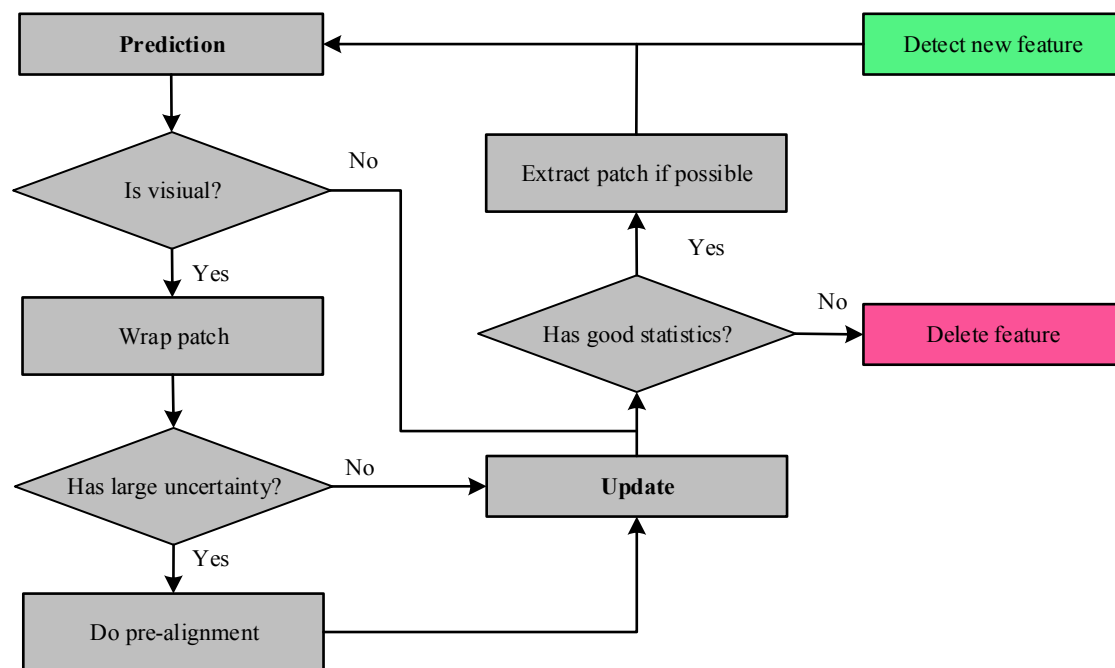 Prediction
Detect new feature
No
Extract patch if possible
Is visiual?
Yes
Yes
Wrap patch
No
Has good statistics?
Delete feature
Has large uncertainty?
No
Update
Yes
Do pre-alignment